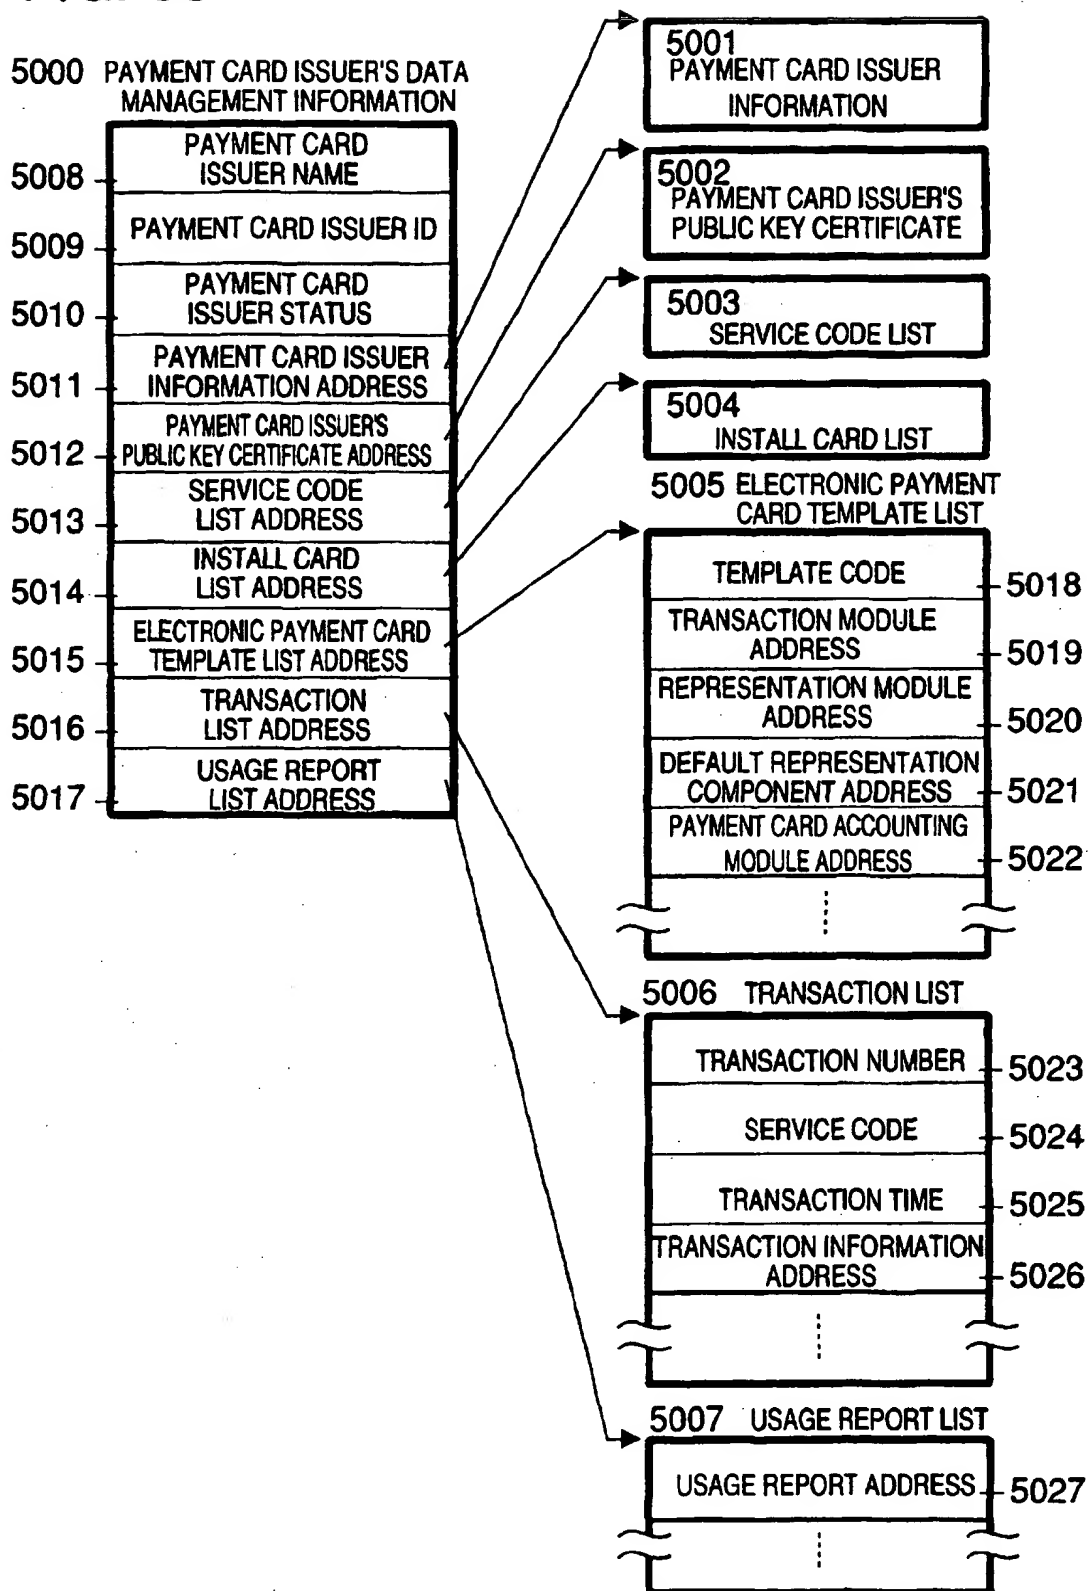 5000 PAYMENT CARD ISSUER'S DATA
MANAGEMENT INFORMATION
PAYMENT CARD
ISSUER NAME
5008
PAYMENT CARD ISSUER ID
5009
PAYMENT CARD
ISSUER STATUS
5010
PAYMENT CARD ISSUER
INFORMATION ADDRESS
5011
PAYMENT CARD ISSUER'S
PUBLIC KEY CERTIFICATE ADDRESS
5012
SERVICE CODE
LIST ADDRESS
5013
INSTALL CARD
LIST ADDRESS
5014
ELECTRONIC PAYMENT CARD
TEMPLATE LIST ADDRESS
5015
TRANSACTION
LIST ADDRESS
5016
USAGE REPORT
LIST ADDRESS
5017
5001
PAYMENT CARD ISSUER
INFORMATION
5002
PAYMENT CARD ISSUER'S
PUBLIC KEY CERTIFICATE
5003
SERVICE CODE LIST
5004
INSTALL CARD LIST
5005 ELECTRONIC PAYMENT
CARD TEMPLATE LIST
TEMPLATE CODE
5018
TRANSACTION MODULE
ADDRESS
5019
REPRESENTATION MODULE
ADDRESS
5020
DEFAULT REPRESENTATION
COMPONENT ADDRESS
5021
PAYMENT CARD ACCOUNTING
MODULE ADDRESS
5022
5006 TRANSACTION LIST
TRANSACTION NUMBER
5023
SERVICE CODE
5024
TRANSACTION TIME
5025
TRANSACTION INFORMATION
ADDRESS
5026
5007 USAGE REPORT LIST
USAGE REPORT ADDRESS
5027